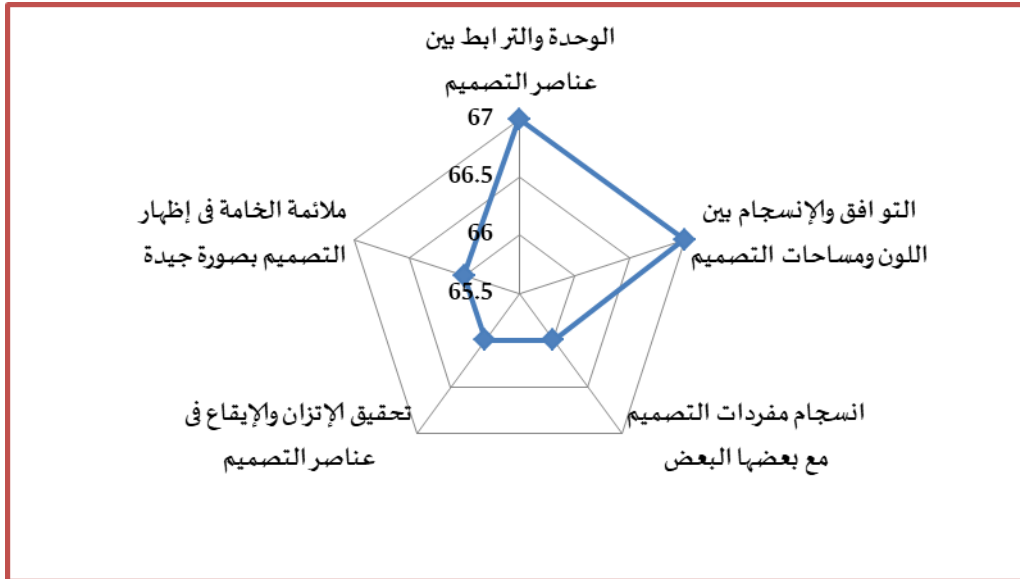 الوحدة والترابط بين
عناصر التصميم
67
66.5
66
65.5
التوافق والإنسجام بين
اللون ومساحات التصميم
انسجام مفردات التصميم
مع بعضها البعض
تحقيق الإتزان والإيقاع فى
عناصر التصميم
ملائمة الخامة فى إظهار
التصميم بصورة جيدة